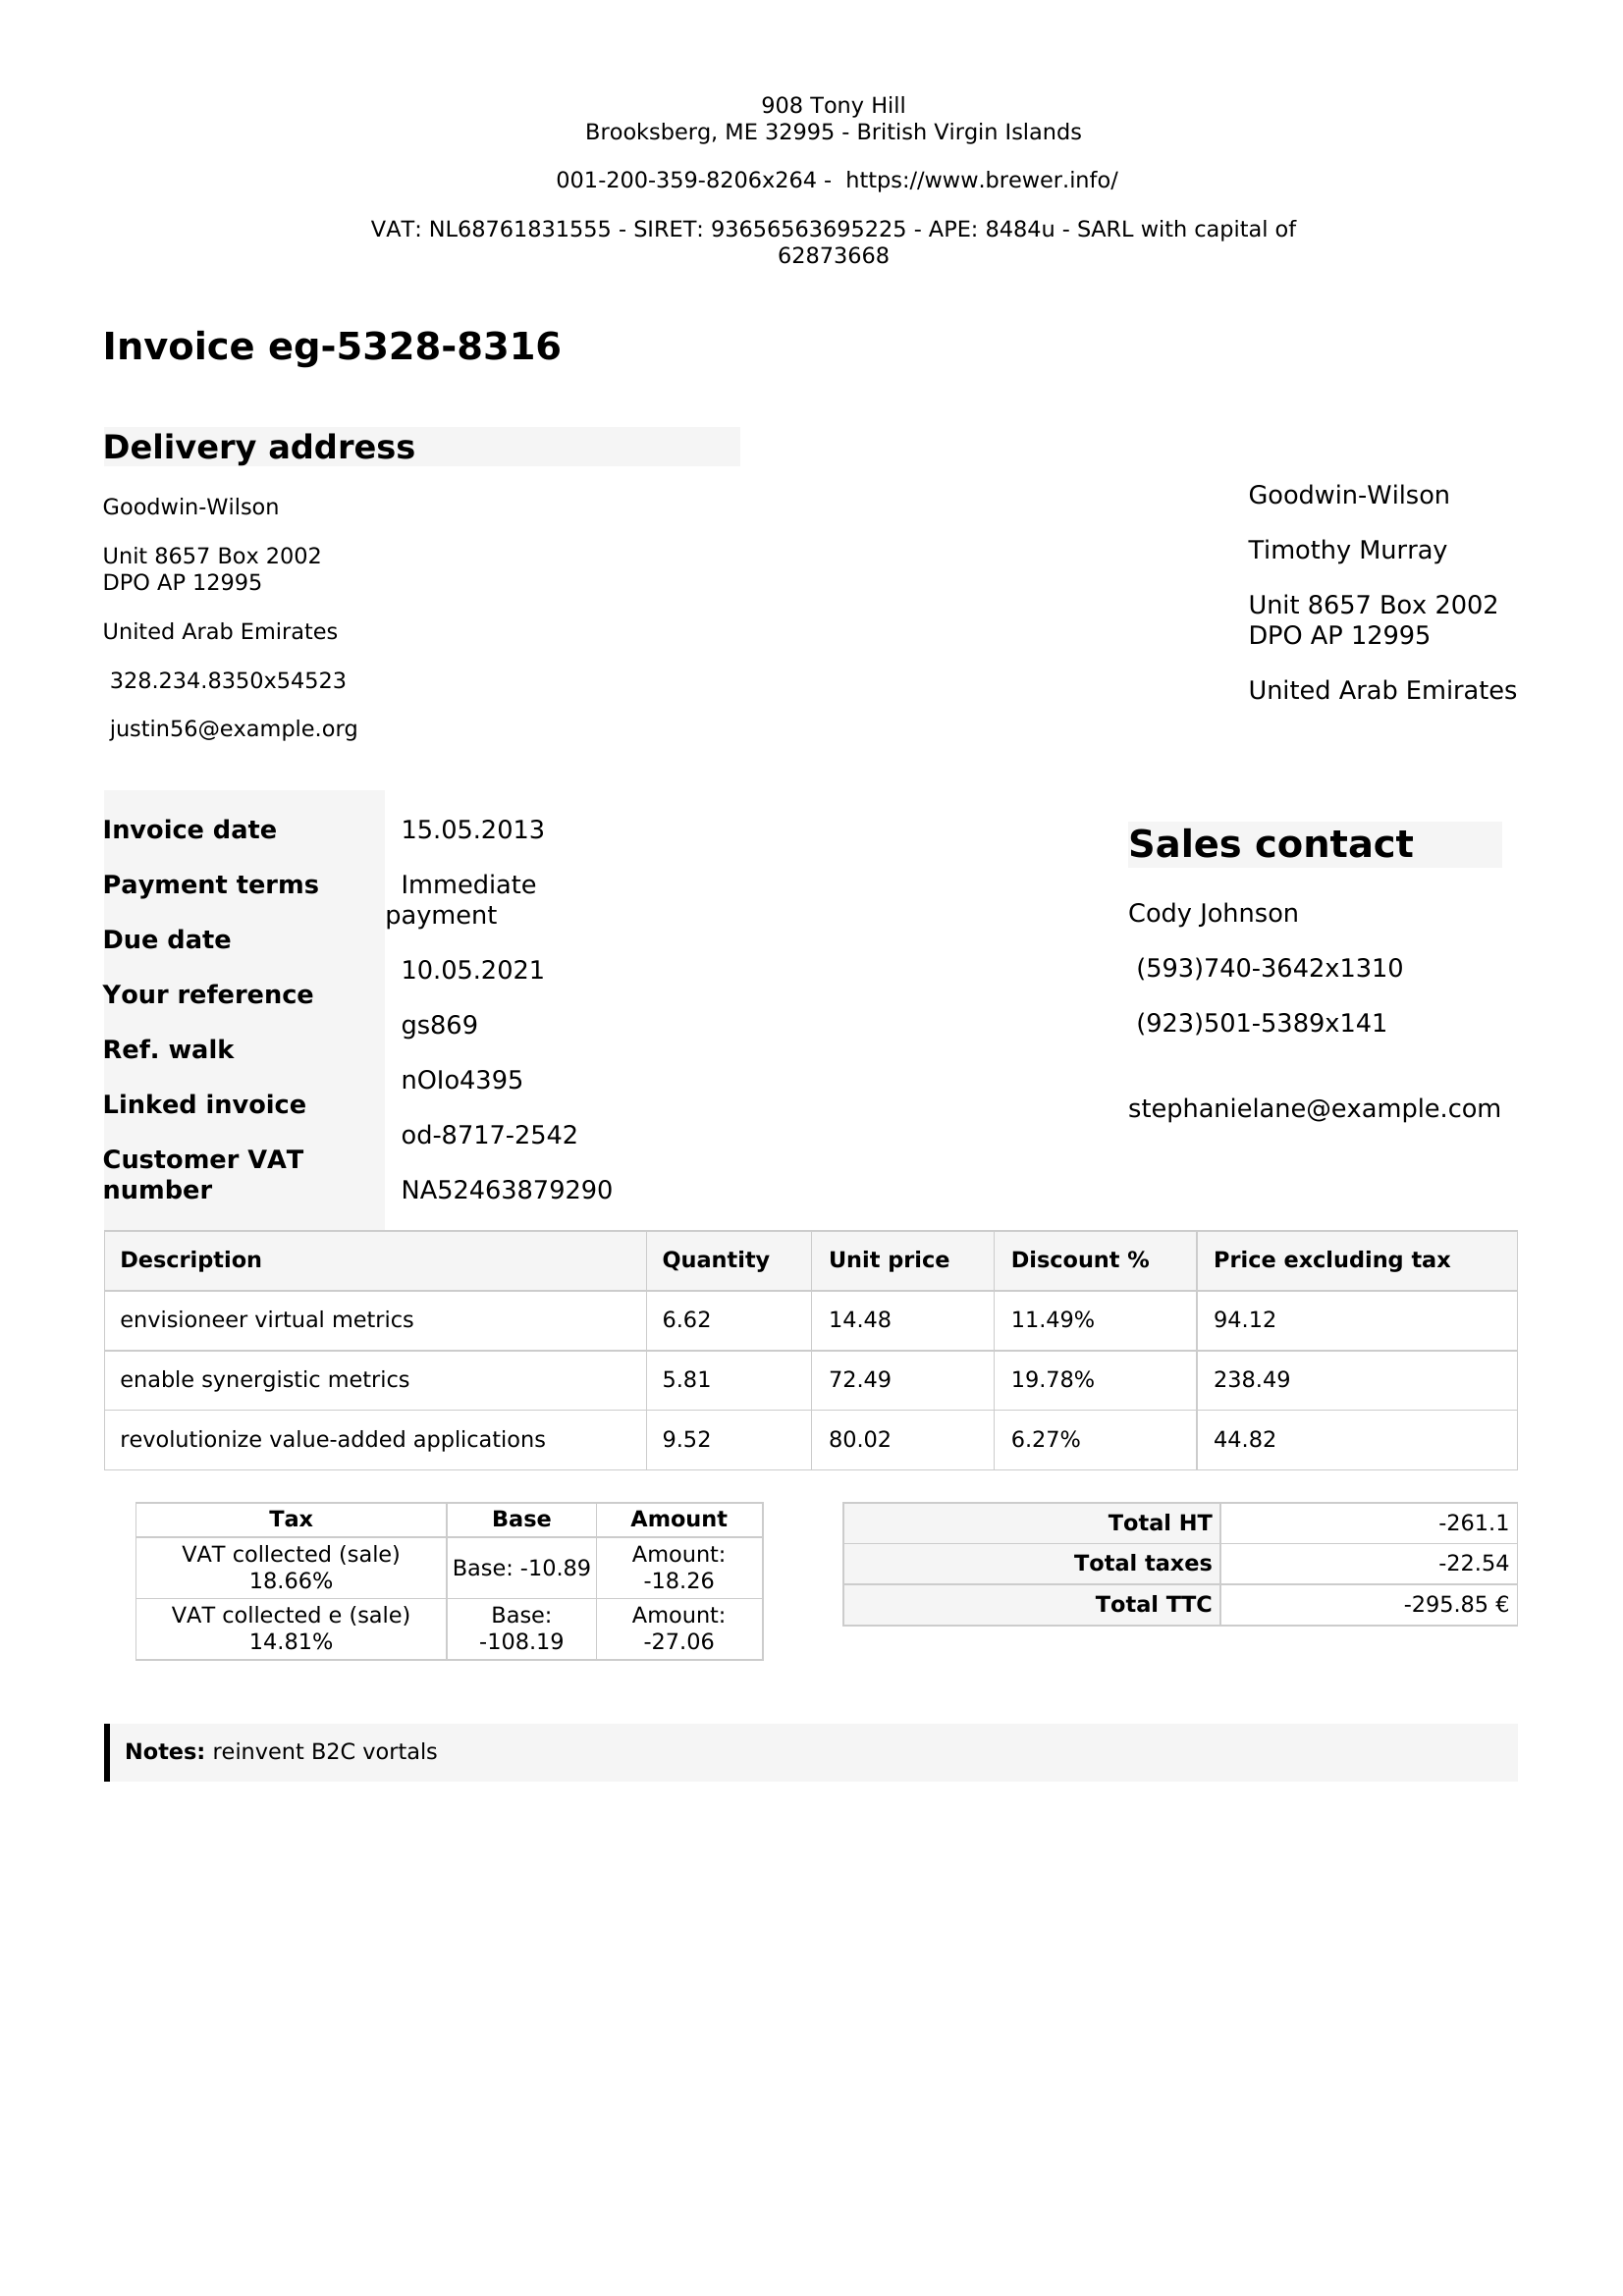 908 Tony Hill
Brooksberg, ME 32995 - British Virgin Islands
001-200-359-8206x264 - https://www.brewer.info/
VAT: NL68761831555 - SIRET: 93656563695225 - APE: 8484u - SARL with capital of
62873668
Invoice eg-5328-8316
Delivery address
Goodwin-Wilson
Unit 8657 Box 2002
DPO AP 12995
United Arab Emirates
328.234.8350x54523
justin56@example.org
Goodwin-Wilson
Timothy Murray
Unit 8657 Box 2002
DPO AP 12995
United Arab Emirates
Invoice date
Payment terms
Due date
Your reference
Ref. walk
Linked invoice
Customer VAT
number
15.05.2013
Immediate
payment
10.05.2021
gs869
nOIo4395
od-8717-2542
NA52463879290
Sales contact
Cody Johnson
(593)740-3642x1310
(923)501-5389x141
stephanielane@example.com
Description Quantity Unit price Discount % Price excluding tax
envisioneer virtual metrics 6.62 14.48 11.49% 94.12
enable synergistic metrics 5.81 72.49 19.78% 238.49
revolutionize value-added applications 9.52 80.02 6.27% 44.82
Tax Base Amount
VAT collected (sale)
18.66%
Base: -10.89
Amount:
-18.26
VAT collected e (sale)
14.81%
Base:
-108.19
Amount:
-27.06
Total HT -261.1
Total taxes -22.54
Total TTC -295.85 €
Notes: reinvent B2C vortals